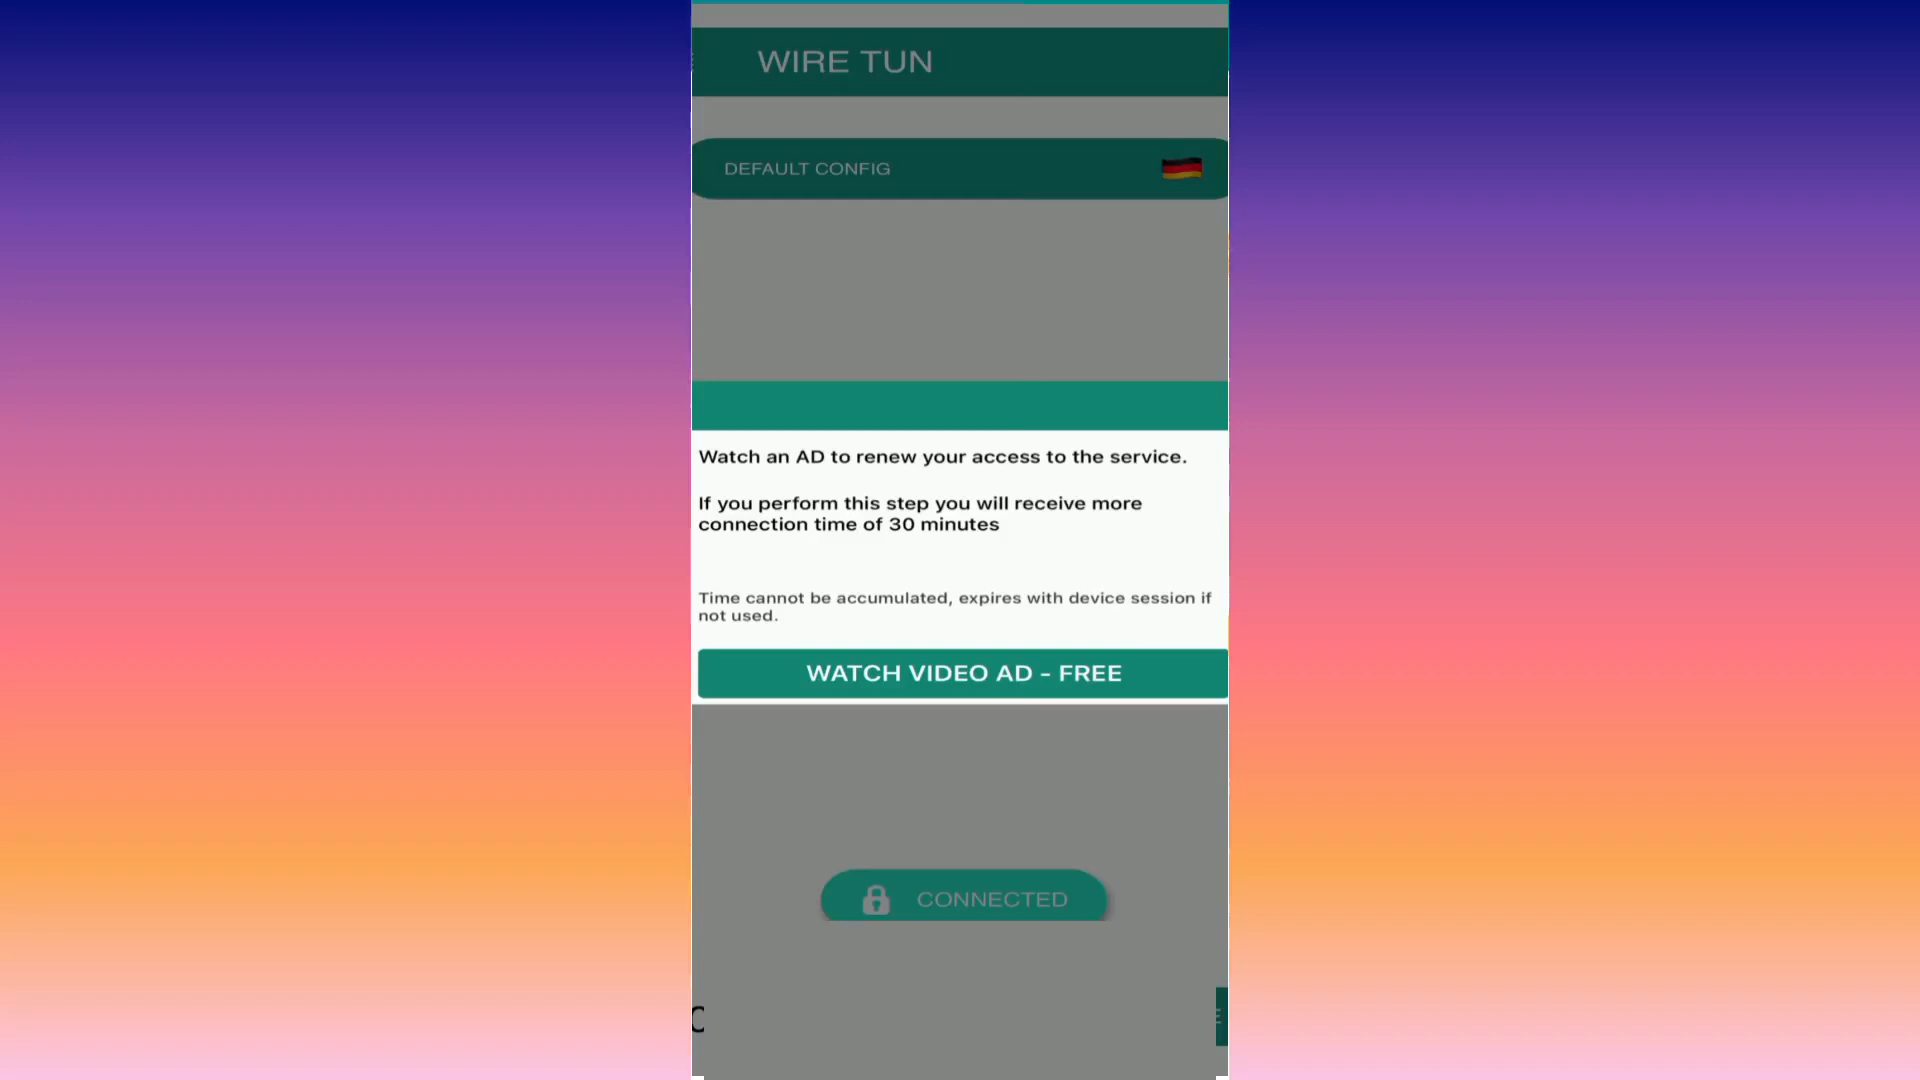 WIRE TUN
DEFAULT CONFIG
Watch an AD to renew your access to the service.
If you perform this step you will receive more
connection time of 30 minutes
Time cannot be accumulated, expires with device session if
not used.
WATCH VIDEO AD - FREE
CONNECTED